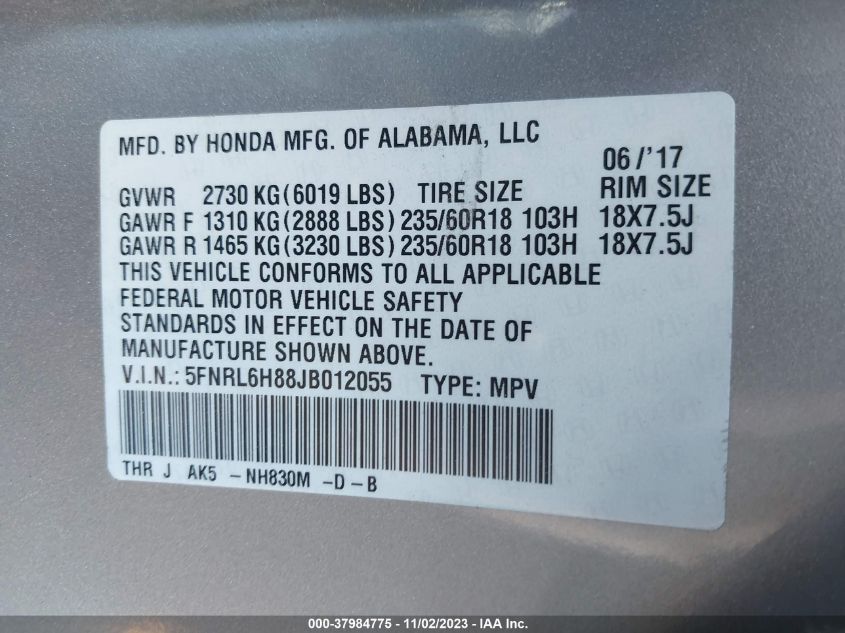 MFD. BY HONDA MFG. OF ALABAMA, LLC
06/'17
GVWR 2730 KG(6019 LBS) TIRE SIZE RIM SIZE
GAWR F 1310 KG(2888 LBS) 235/60R18 103H 18X7.5J
GAWR R 1465 KG(3230 LBS) 235/60R18 103H 18X7.5J
THIS VEHICLE CONFORMS TO ALL APPLICABLE
FEDERAL MOTOR VEHICLE SAFETY
STANDARDS IN EFFECT ON THE DATE OF
MANUFACTURE SHOWN ABOVE.
V.I.N.: 5FNRL6H88JB012055 TYPE: MPV
THR J AK5 -NH830M -D-B
000-37984775 - 11/02/2023 - IAA Inc.